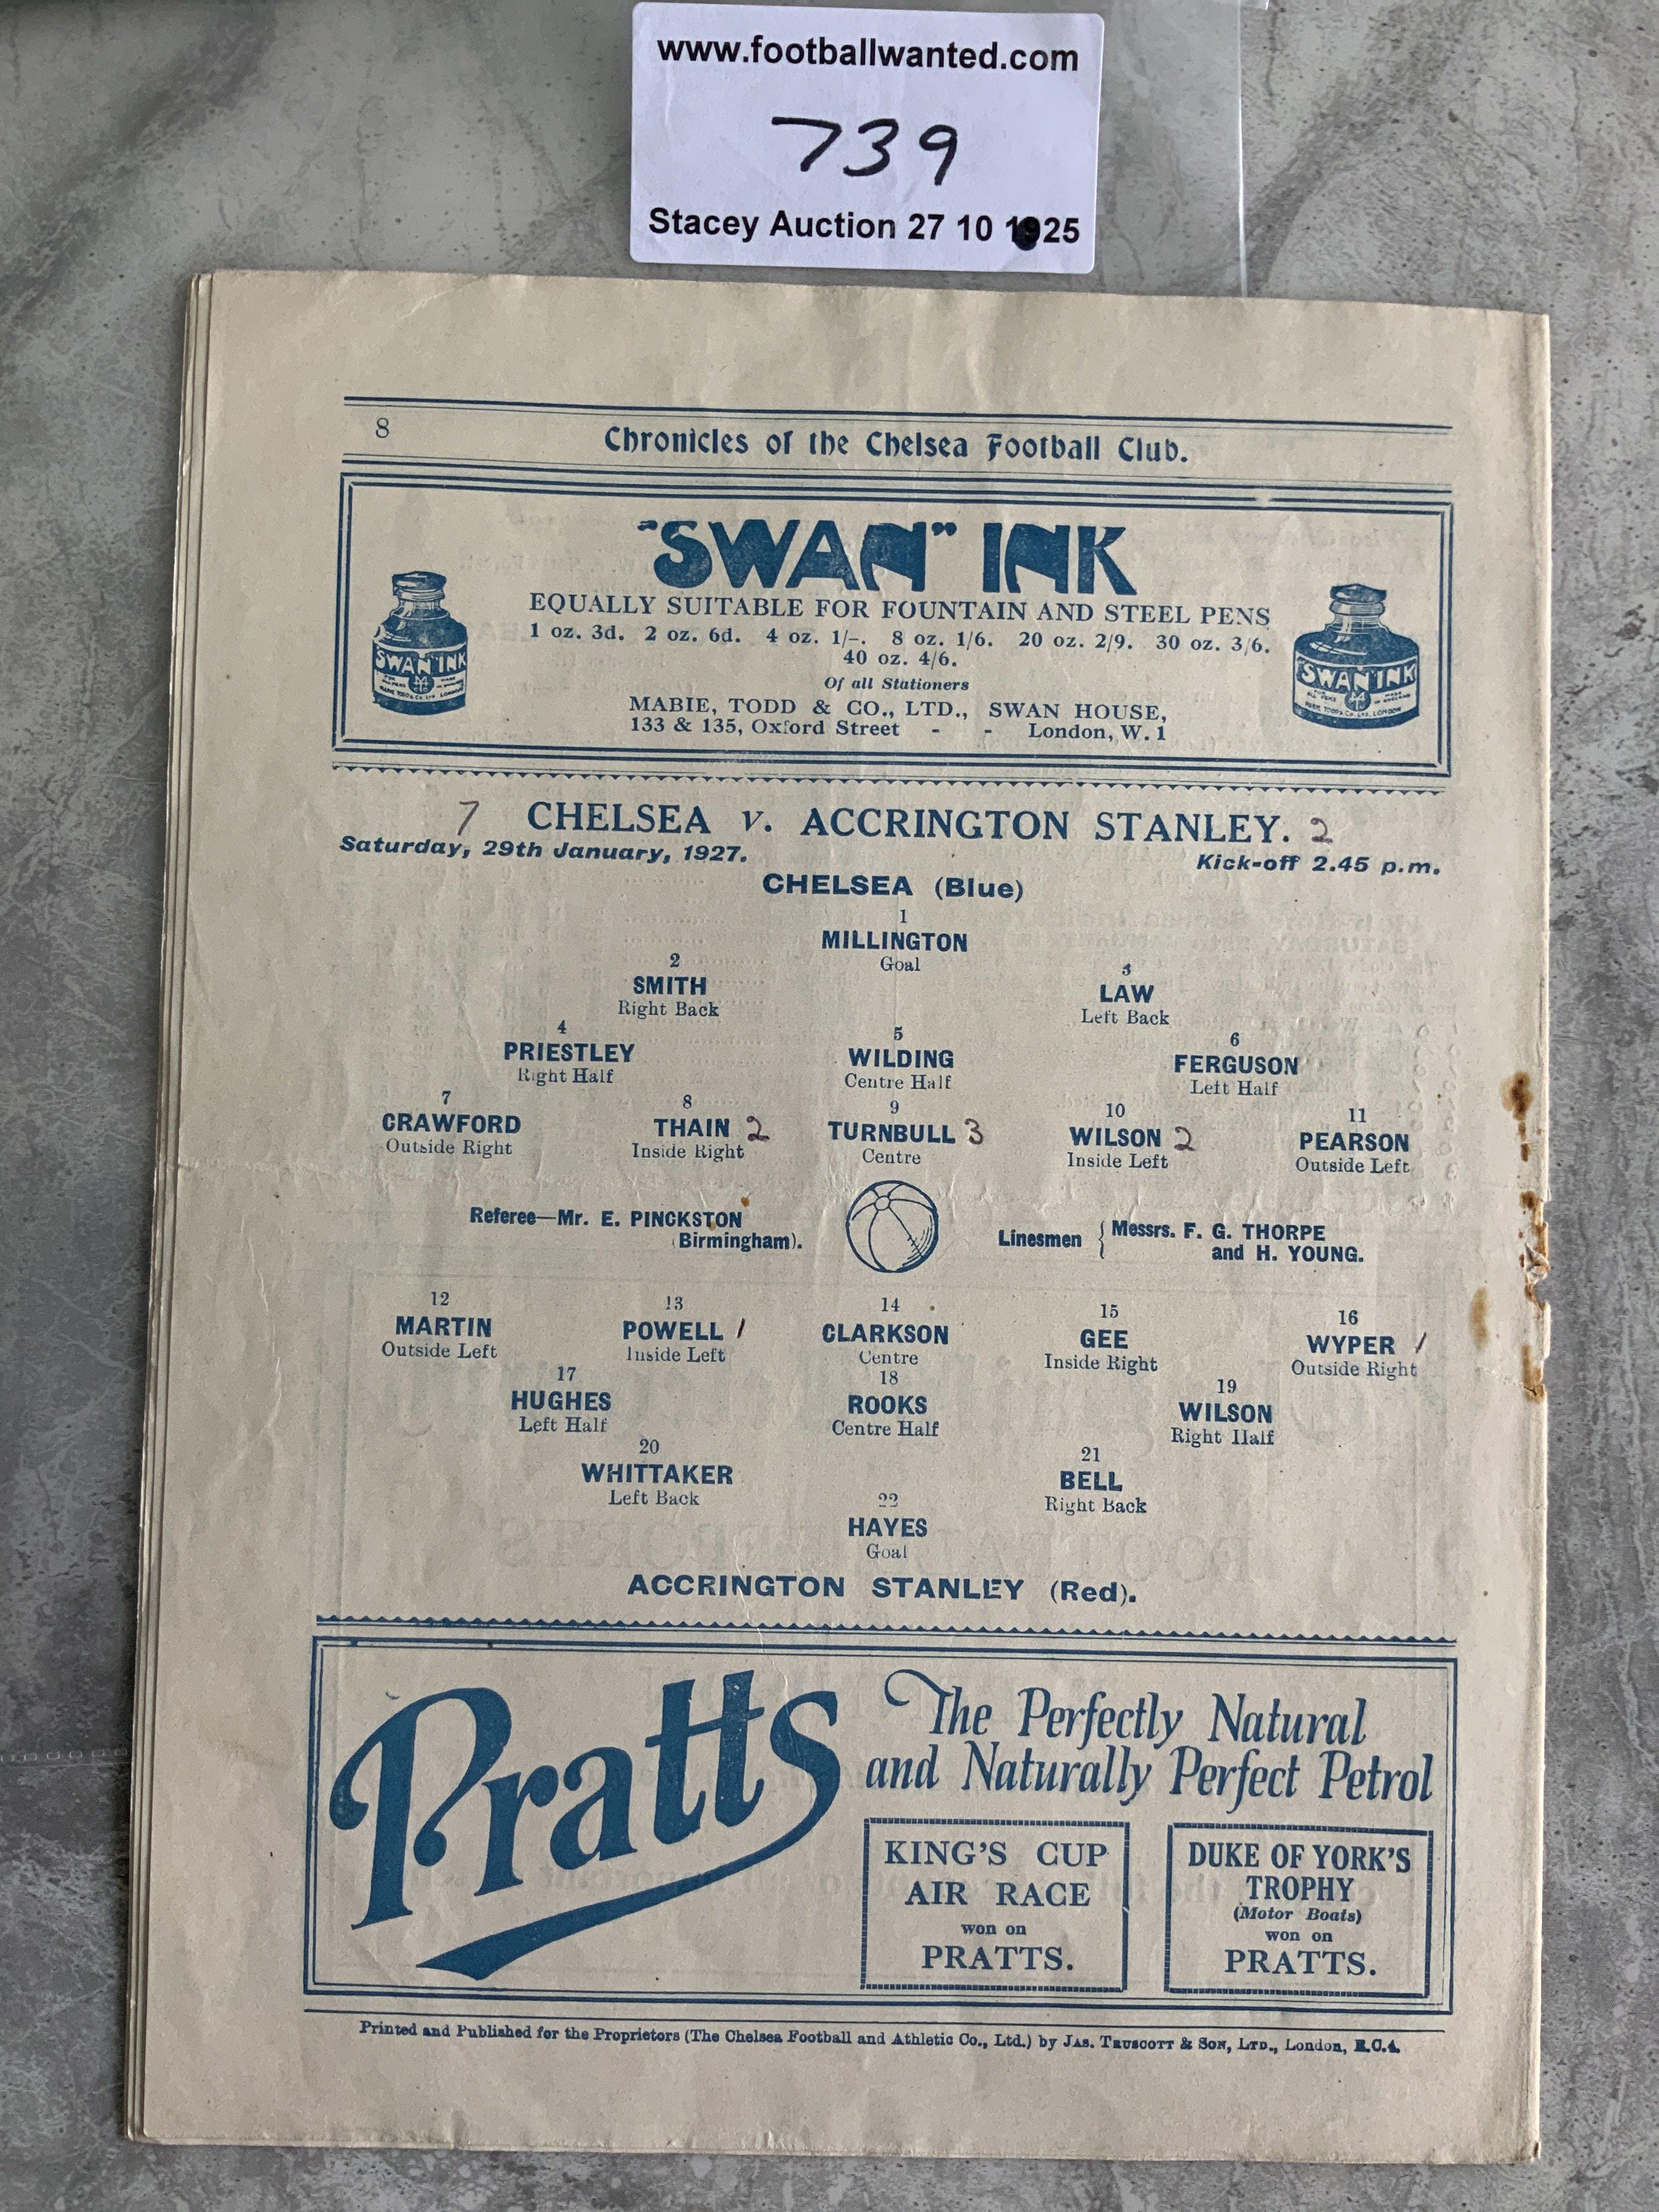 www.footballwanted.com
739
Stacey Auction 27 10 1925
8
Chronicles of the Chelsea Football Club.
"SWAN" INK
EQUALLY SUITABLE FOR FOUNTAIN AND STEEL PENS
1 oz. 3d. 2 oz. 6d. 4 oz. 1/-. 8 oz. 1/6. 20 oz. 2/9. 30 oz. 3/6.
40 oz. 4/6.
Of all Stationers
MABIE, TODD & CO., LTD., SWAN HOUSE,
133 & 135, Oxford Street - - London, W. 1
SWAN INK
"SWAN" INK
7 CHELSEA v. ACCRINGTON STANLEY. 2
Saturday, 29th January, 1927. Kick-off 2.45 p.m.
CHELSEA (Blue)
1
MILLINGTON
Goal
2 3
SMITH LAW
Right Back Left Back
4 5 6
PRIESTLEY WILDING FERGUSON
Right Half Centre Half Left Half
7 8 9 10 11
CRAWFORD THAIN 2 TURNBULL 3 WILSON 2 PEARSON
Outside Right Inside Right Centre Inside Left Outside Left
Referee—Mr. E. PINCKSTON
(Birmingham).
Linesmen { Messrs. F. G. THORPE
and H. YOUNG.
12 13 14 15 16
MARTIN POWELL / CLARKSON GEE WYPER /
Outside Left Inside Left Centre Inside Right Outside Right
17 18 19
HUGHES ROOKS WILSON
Left Half Centre Half Right Half
20 21
WHITTAKER BELL
Left Back Right Back
22
HAYES
Goal
ACCRINGTON STANLEY (Red).
Pratts
The Perfectly Natural
and Naturally Perfect Petrol
KING'S CUP
AIR RACE
won on
PRATTS.
DUKE OF YORK'S
TROPHY
(Motor Boats)
won on
PRATTS.
Printed and Published for the Proprietors (The Chelsea Football and Athletic Co., Ltd.) by JAS. TRUSCOTT & SON, LTD., London, E.C.4.